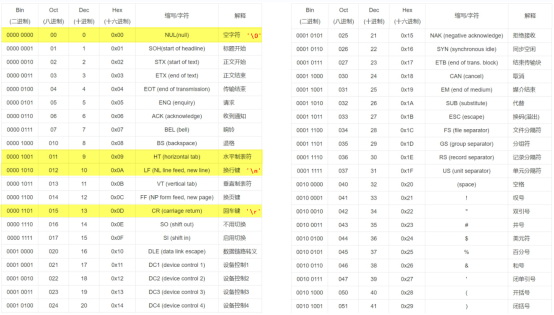 Bin Oct Dec Hex 缩写/字符 解释
(二进制) (八进制) (十进制) (十六进制)
0000 0000 00 0 0x00 NUL(null) 空字符 '\0'
0000 0001 01 1 0x01 SOH(start of headline) 标题开始
0000 0010 02 2 0x02 STX (start of text) 正文开始
0000 0011 03 3 0x03 ETX (end of text) 正文结束
0000 0100 04 4 0x04 EOT (end of transmission) 传输结束
0000 0101 05 5 0x05 ENQ (enquiry) 请求
0000 0110 06 6 0x06 ACK (acknowledge) 收到通知
0000 0111 07 7 0x07 BEL (bell) 响铃
0000 1000 010 8 0x08 BS (backspace) 退格
0000 1001 011 9 0x09 HT (horizontal tab) 水平制表符
0000 1010 012 10 0x0A LF (NL line feed, new line) 换行键 '\n'
0000 1011 013 11 0x0B VT (vertical tab) 垂直制表符
0000 1100 014 12 0x0C FF (NP form feed, new page) 换页键
0000 1101 015 13 0x0D CR (carriage return) 回车键 '\r'
0000 1110 016 14 0x0E SO (shift out) 不用切换
0000 1111 017 15 0x0F SI (shift in) 启用切换
0001 0000 020 16 0x10 DLE (data link escape) 数据链路转义
0001 0001 021 17 0x11 DC1 (device control 1) 设备控制1
0001 0010 022 18 0x12 DC2 (device control 2) 设备控制2
0001 0011 023 19 0x13 DC3 (device control 3) 设备控制3
0001 0100 024 20 0x14 DC4 (device control 4) 设备控制4
Bin Oct Dec Hex 缩写/字符 解释
(二进制) (八进制) (十进制) (十六进制)
0001 0101 025 21 0x15 NAK (negative acknowledge) 拒绝接收
0001 0110 026 22 0x16 SYN (synchronous idle) 同步空闲
0001 0111 027 23 0x17 ETB (end of trans. block) 结束传输块
0001 1000 030 24 0x18 CAN (cancel) 取消
0001 1001 031 25 0x19 EM (end of medium) 媒介结束
0001 1010 032 26 0x1A SUB (substitute) 代替
0001 1011 033 27 0x1B ESC (escape) 换码(溢出)
0001 1100 034 28 0x1C FS (file separator) 文件分隔符
0001 1101 035 29 0x1D GS (group separator) 分组符
0001 1110 036 30 0x1E RS (record separator) 记录分隔符
0001 1111 037 31 0x1F US (unit separator) 单元分隔符
0010 0000 040 32 0x20 (space) 空格
0010 0001 041 33 0x21 ! 叹号
0010 0010 042 34 0x22 " 双引号
0010 0011 043 35 0x23 # 井号
0010 0100 044 36 0x24 $ 美元符
0010 0101 045 37 0x25 % 百分号
0010 0110 046 38 0x26 & 和号
0010 0111 047 39 0x27 ' 闭单引号
0010 1000 050 40 0x28 ( 开括号
0010 1001 051 41 0x29 ) 闭括号